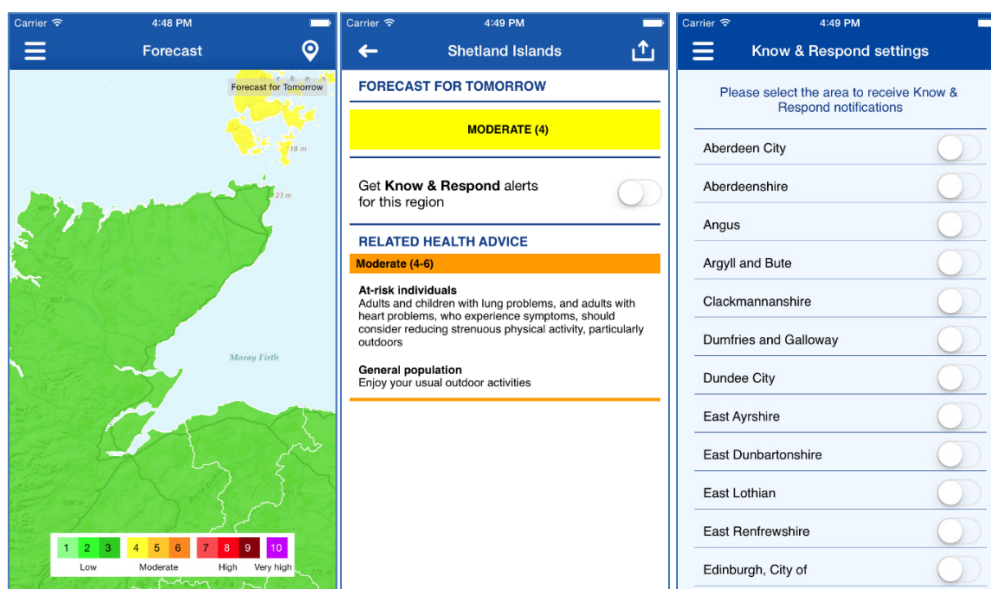 Carrier 4:48 PM
Forecast
Forecast for Tomorrow
18 m
23 m
Moray Firth
1 2 3 4 5 6 7 8 9 10
Low Moderate High Very high
Carrier 4:49 PM
Shetland Islands
FORECAST FOR TOMORROW
MODERATE (4)
Get Know & Respond alerts
for this region
RELATED HEALTH ADVICE
Moderate (4-6)
At-risk individuals
Adults and children with lung problems, and adults with
heart problems, who experience symptoms, should
consider reducing strenuous physical activity, particularly
outdoors
General population
Enjoy your usual outdoor activities
Carrier 4:49 PM
Know & Respond settings
Please select the area to receive Know &
Respond notifications
Aberdeen City
Aberdeenshire
Angus
Argyll and Bute
Clackmannanshire
Dumfries and Galloway
Dundee City
East Ayrshire
East Dunbartonshire
East Lothian
East Renfrewshire
Edinburgh, City of